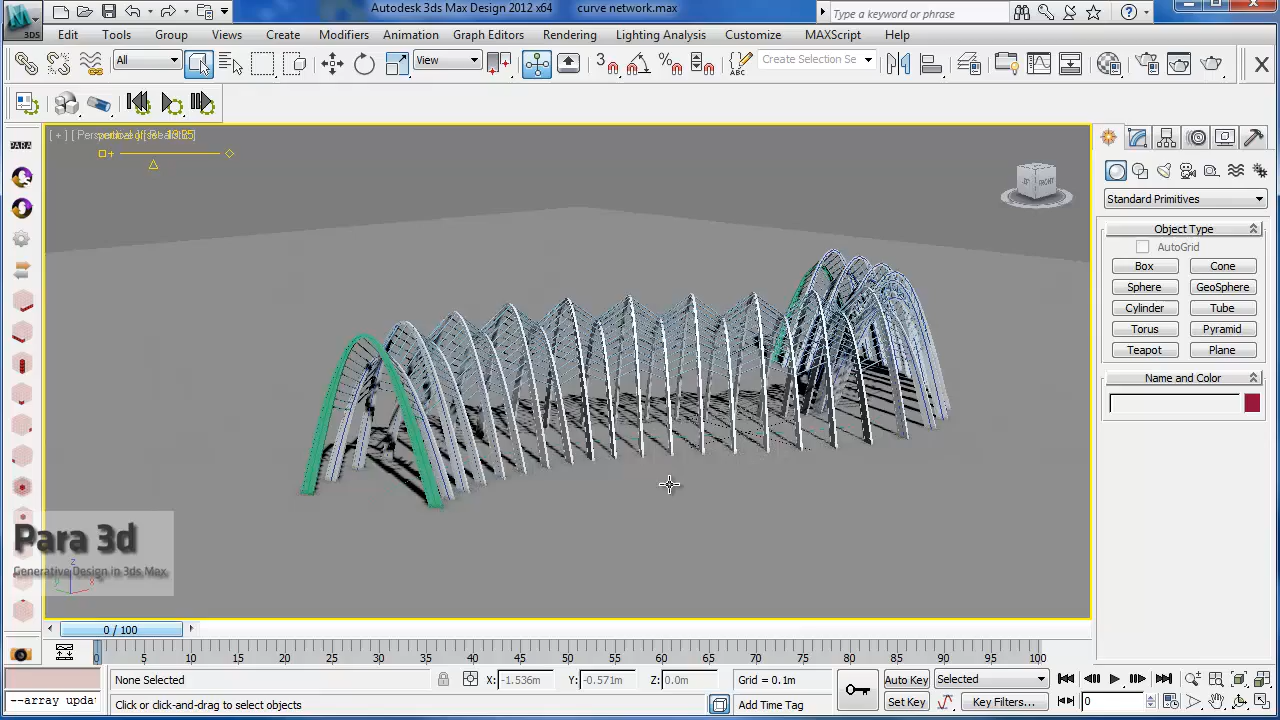 Autodesk 3ds Max Design 2012 x64 curve network.max
Type a keyword or phrase
3DS
Edit Tools Group Views Create Modifiers Animation Graph Editors Rendering Lighting Analysis Customize MAXScript Help
All View Create Selection Se
PARA
FRONT
Standard Primitives
Object Type
AutoGrid
Box Cone
Sphere GeoSphere
Cylinder Tube
Torus Pyramid
Teapot Plane
Name and Color
Para 3d
Generative Design in 3ds Max
z
x
0 / 100
0 5 10 15 20 25 30 35 40 45 50 55 60 65 70 75 80 85 90 95 100
None Selected X: -1.536m Y: -0.571m Z: 0.0m Grid = 0.1m Auto Key Selected
--array updat Click or click-and-drag to select objects Add Time Tag Set Key Key Filters... 0